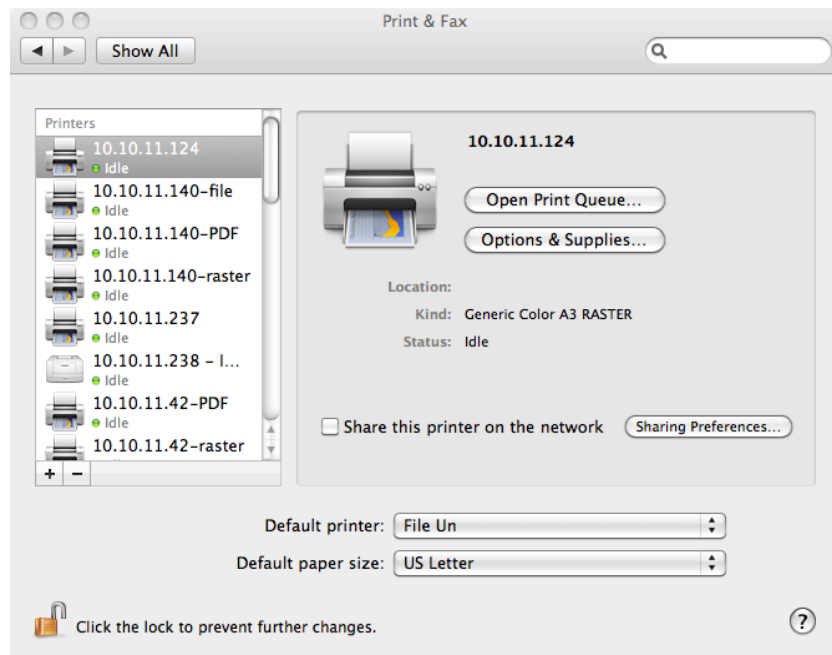 Print & Fax
Show All
Printers
10.10.11.124
Idle
10.10.11.140-file
Idle
10.10.11.140-PDF
Idle
10.10.11.140-raster
Idle
10.10.11.237
Idle
10.10.11.238 – I...
Idle
10.10.11.42-PDF
Idle
10.10.11.42-raster
+ −
10.10.11.124
Open Print Queue...
Options & Supplies...
Location:
Kind: Generic Color A3 RASTER
Status: Idle
Share this printer on the network Sharing Preferences...
Default printer: File Un
Default paper size: US Letter
Click the lock to prevent further changes. ?